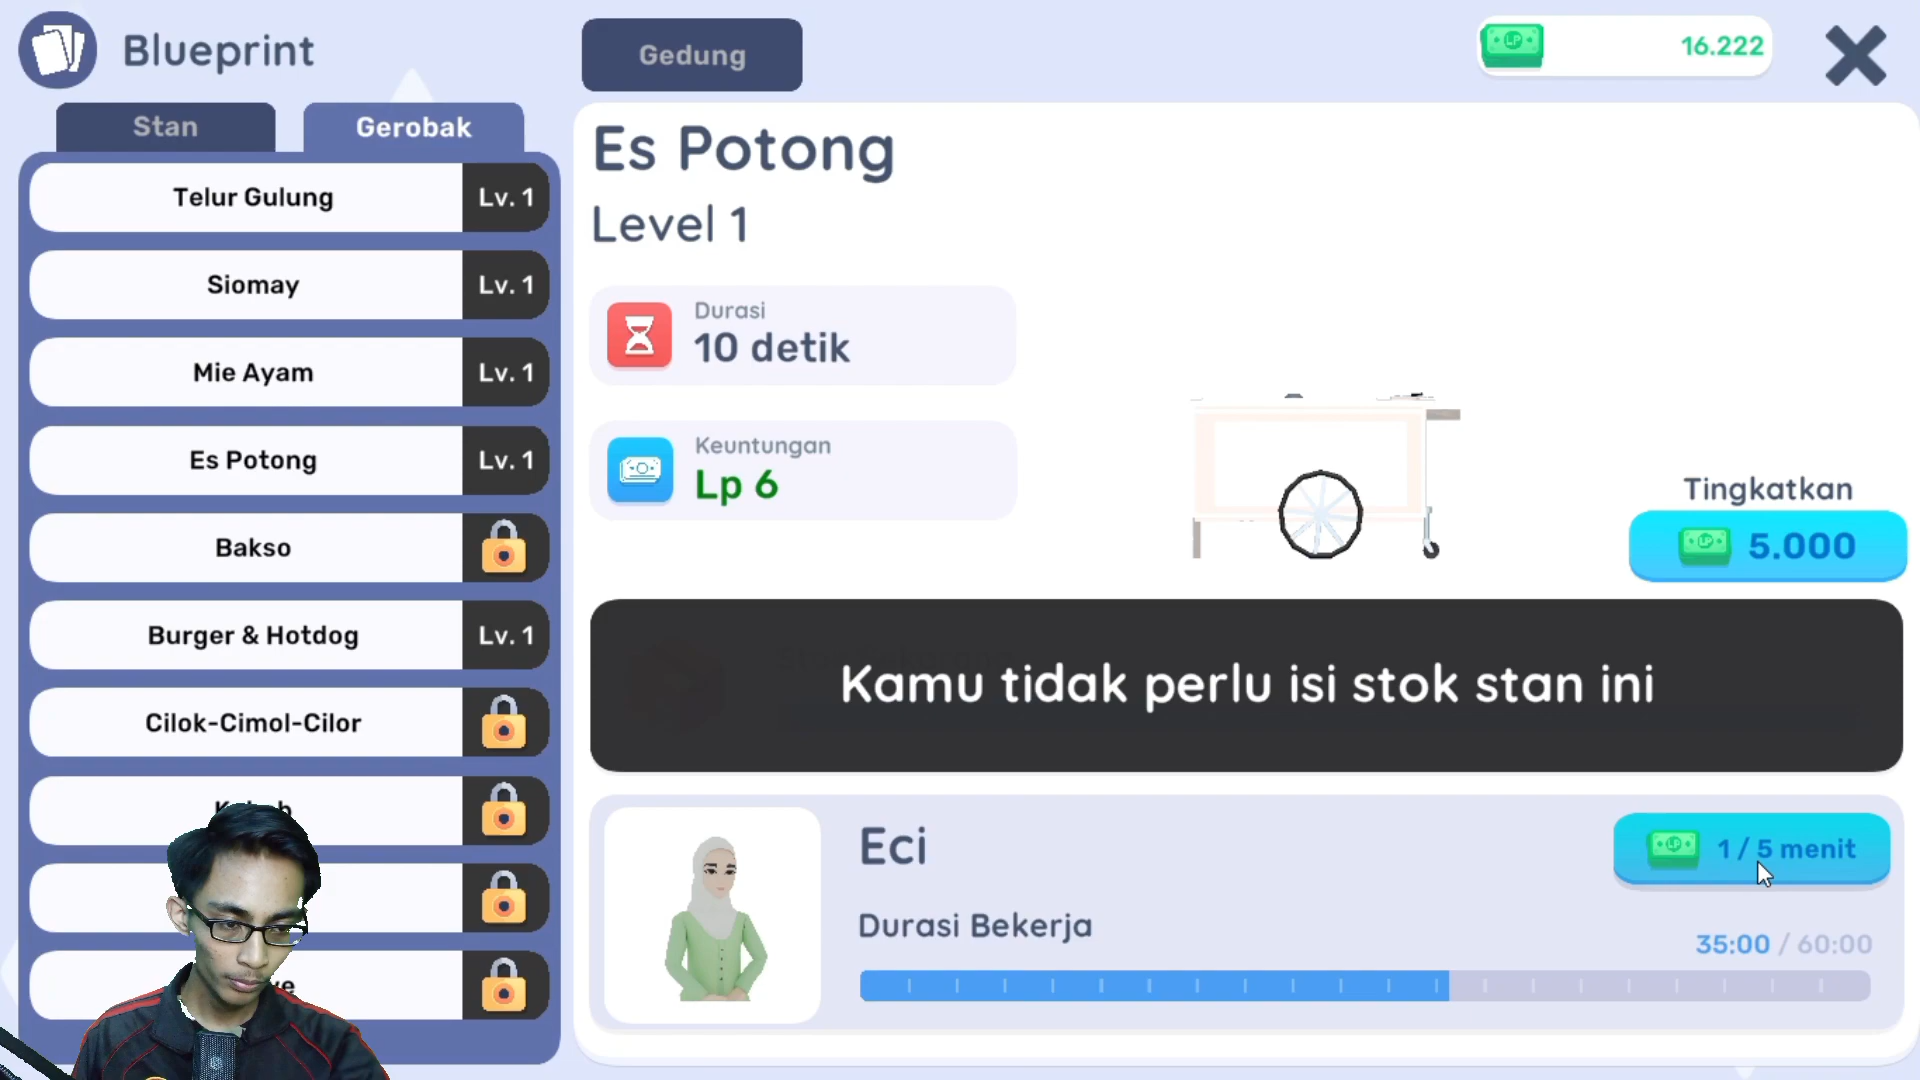 Blueprint
Gedung
16.222
Stan
Gerobak
Telur Gulung
Lv. 1
Siomay
Lv. 1
Mie Ayam
Lv. 1
Es Potong
Lv. 1
Bakso
Burger & Hotdog
Lv. 1
Cilok-Cimol-Cilor
Es Potong
Level 1
Durasi
10 detik
Keuntungan
Lp 6
Tingkatkan
5.000
Kamu tidak perlu isi stok stan ini
Eci
1 / 5 menit
Durasi Bekerja
35:00 / 60:00